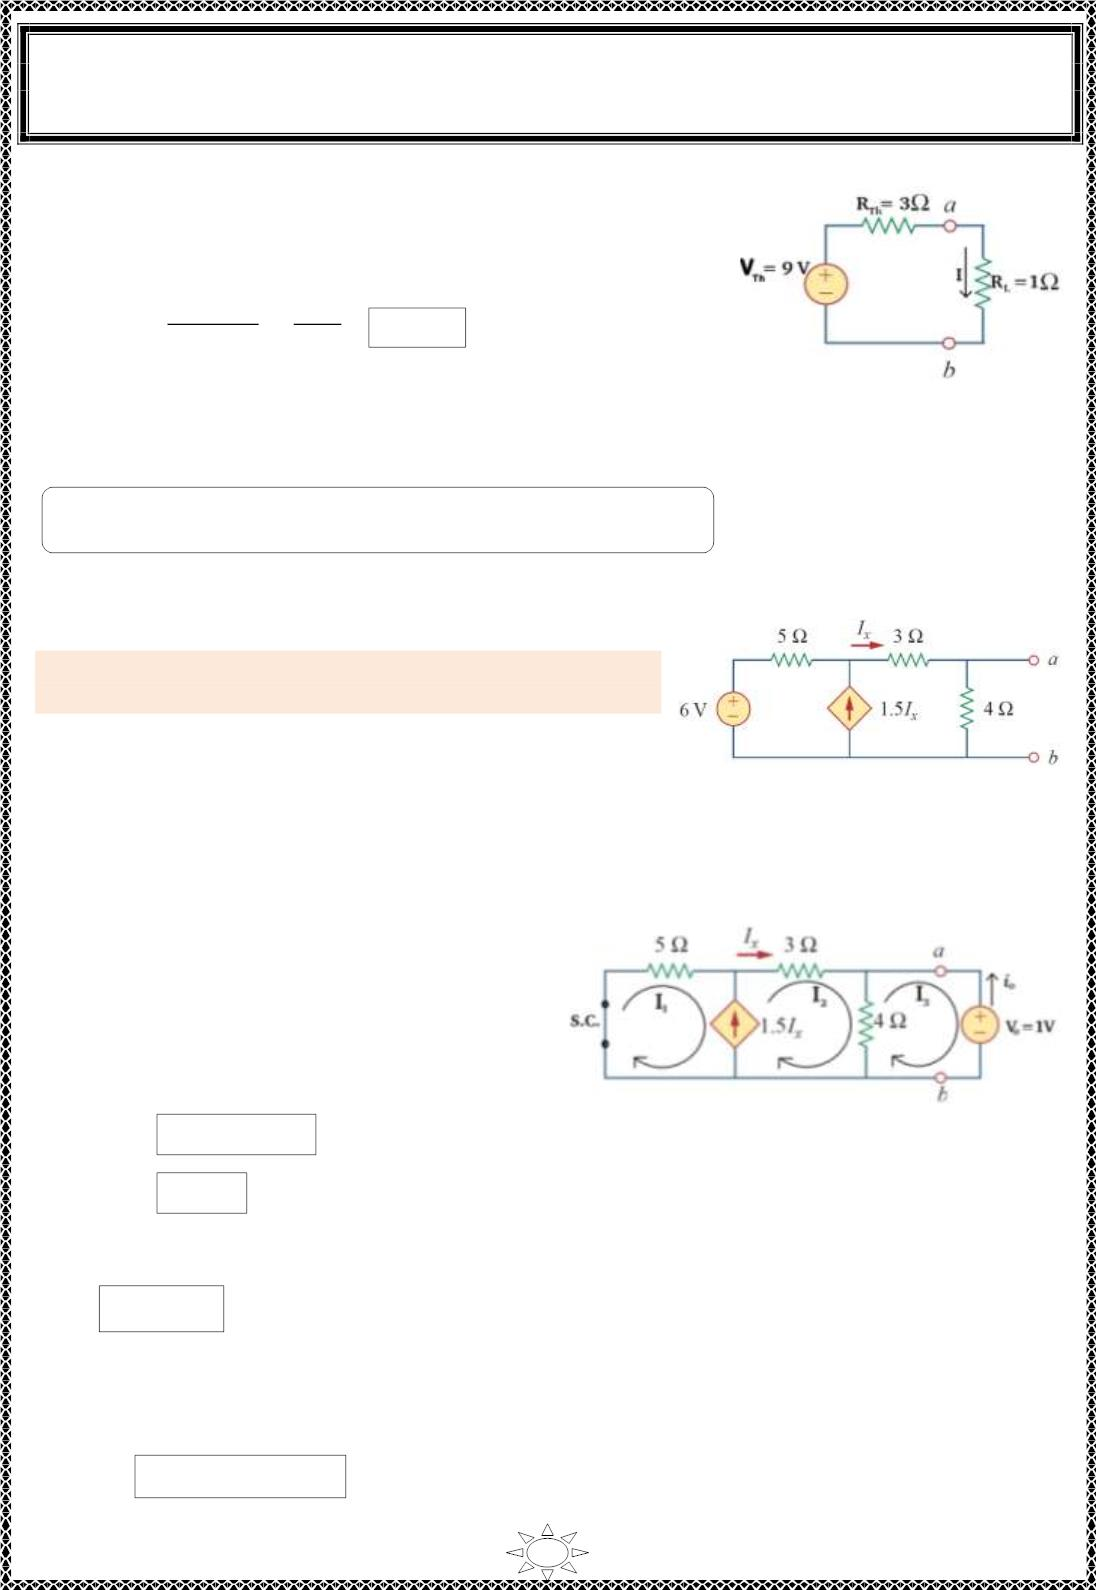 R_Th = 3Ω a
V_Th = 9 V
I
R_L = 1Ω
b
5 Ω I_x 3 Ω
a
6 V
1.5I_x
4 Ω
b
5 Ω I_x 3 Ω a
I_1 I_2 I_3 i_o
S.C.
1.5I_x 4 Ω V_o = 1V
b